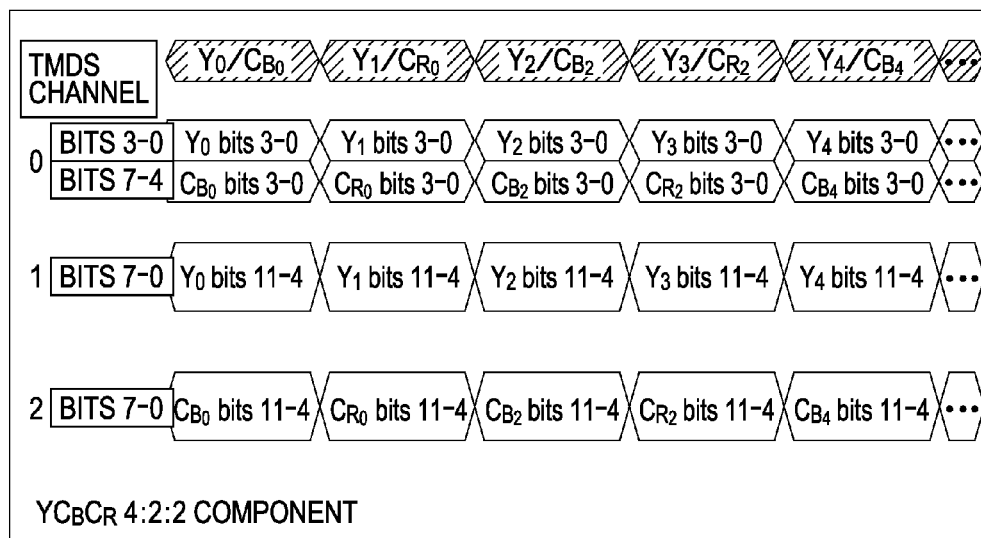 TMDS CHANNEL
Y0/CB0 Y1/CR0 Y2/CB2 Y3/CR2 Y4/CB4 •••
0
BITS 3-0 Y0 bits 3-0 Y1 bits 3-0 Y2 bits 3-0 Y3 bits 3-0 Y4 bits 3-0 •••
BITS 7-4 CB0 bits 3-0 CR0 bits 3-0 CB2 bits 3-0 CR2 bits 3-0 CB4 bits 3-0 •••
1 BITS 7-0 Y0 bits 11-4 Y1 bits 11-4 Y2 bits 11-4 Y3 bits 11-4 Y4 bits 11-4 •••
2 BITS 7-0 CB0 bits 11-4 CR0 bits 11-4 CB2 bits 11-4 CR2 bits 11-4 CB4 bits 11-4 •••
YCBCR 4:2:2 COMPONENT